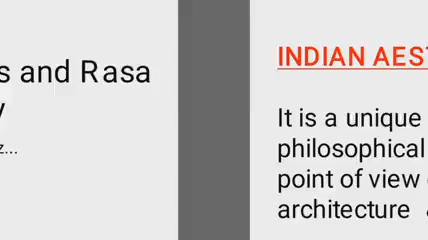 s and Rasa
y
z...
INDIAN AES
It is a unique
philosophical
point of view
architecture